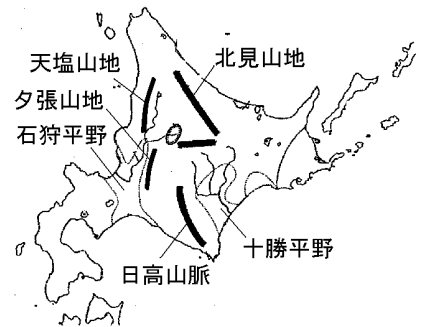 北見山地
天塩山地
夕張山地
石狩平野
十勝平野
日高山脈